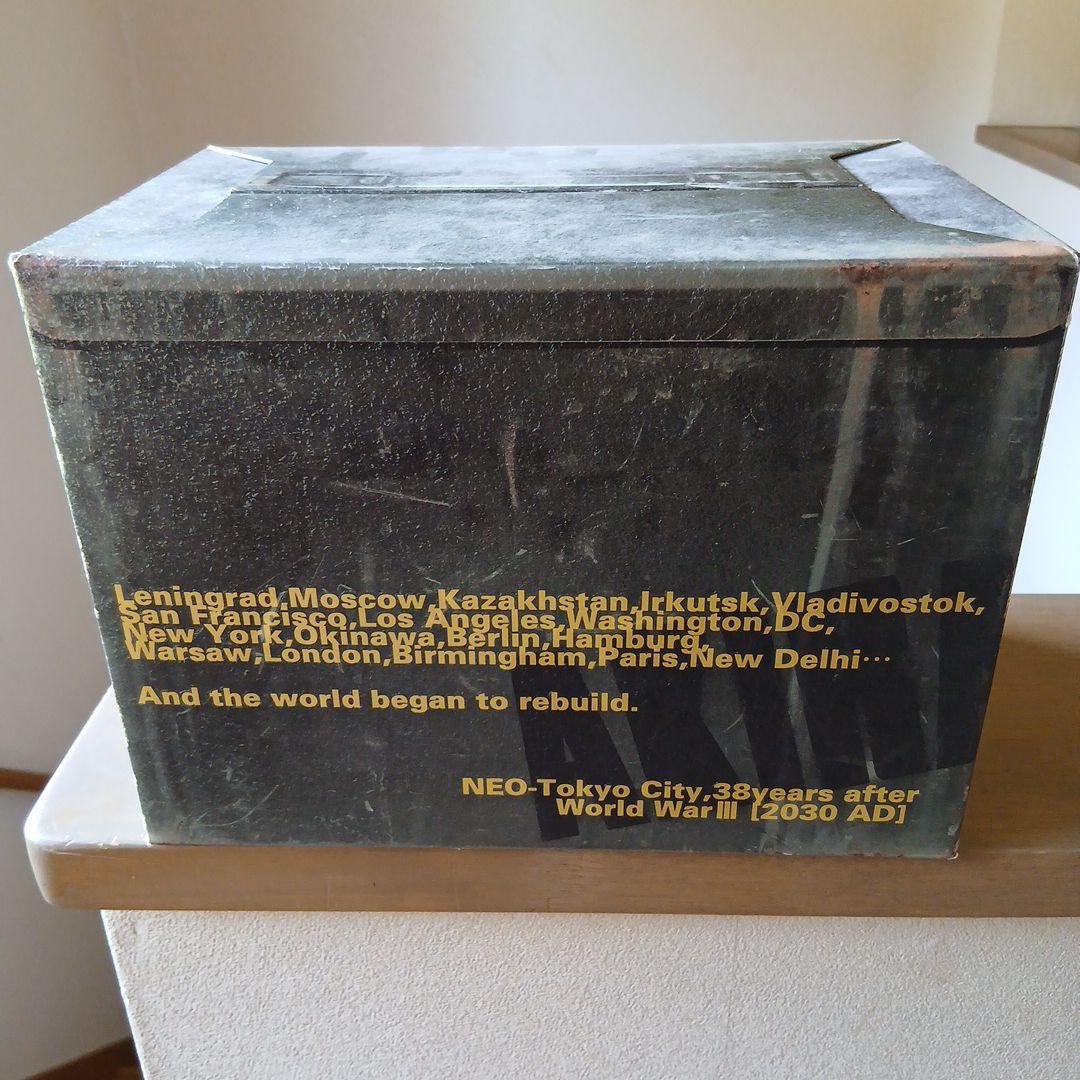 Leningrad,Moscow,Kazakhstan,Irkutsk,Vladivostok,
San Francisco,Los Angeles,Washington,DC,
New York,Okinawa,Berlin,Hamburg,
Warsaw,London,Birmingham,Paris,New Delhi…
And the world began to rebuild.
AKIRA
NEO-Tokyo City,38years after
World War Ⅲ [2030 AD]